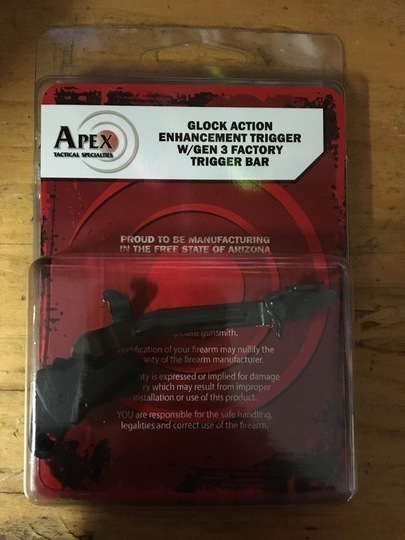 APEX
TACTICAL SPECIALTIES
GLOCK ACTION
ENHANCEMENT TRIGGER
W/GEN 3 FACTORY
TRIGGER BAR
PROUD TO BE MANUFACTURING
IN THE FREE STATE OF ARIZONA
gunsmith.
of your firearm may nullify the
of the firearm manufacturer.
is expressed or implied for damage
which may result from improper
installation or use of this product.
YOU are responsible for the safe handling,
legalities and correct use of the firearm.